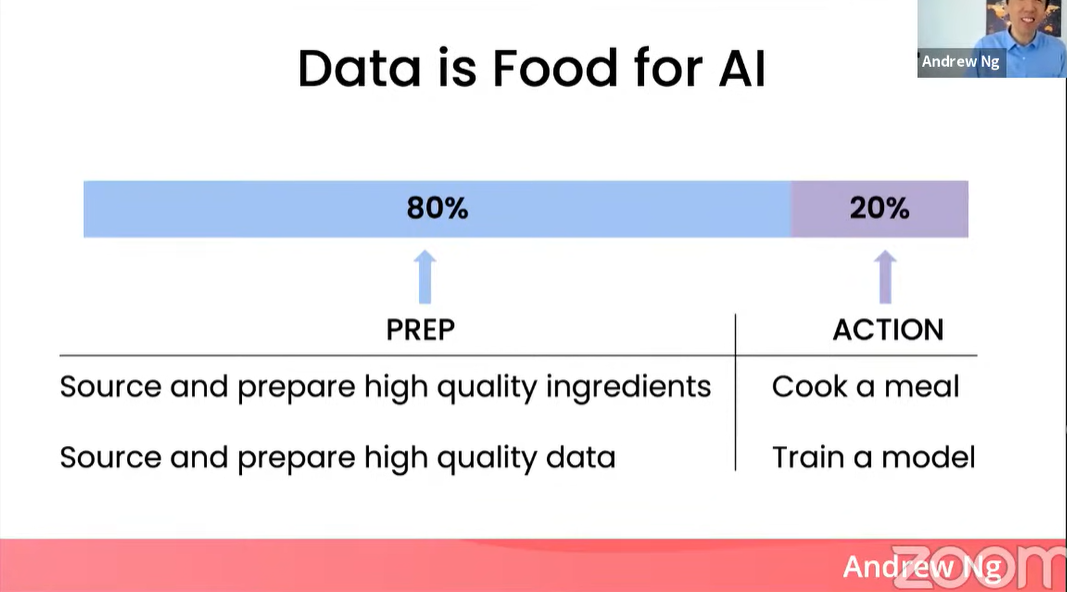 Andrew Ng
Data is Food for AI
80%
20%
PREP
ACTION
Source and prepare high quality ingredients
Cook a meal
Source and prepare high quality data
Train a model
Andrew Ng
zoom